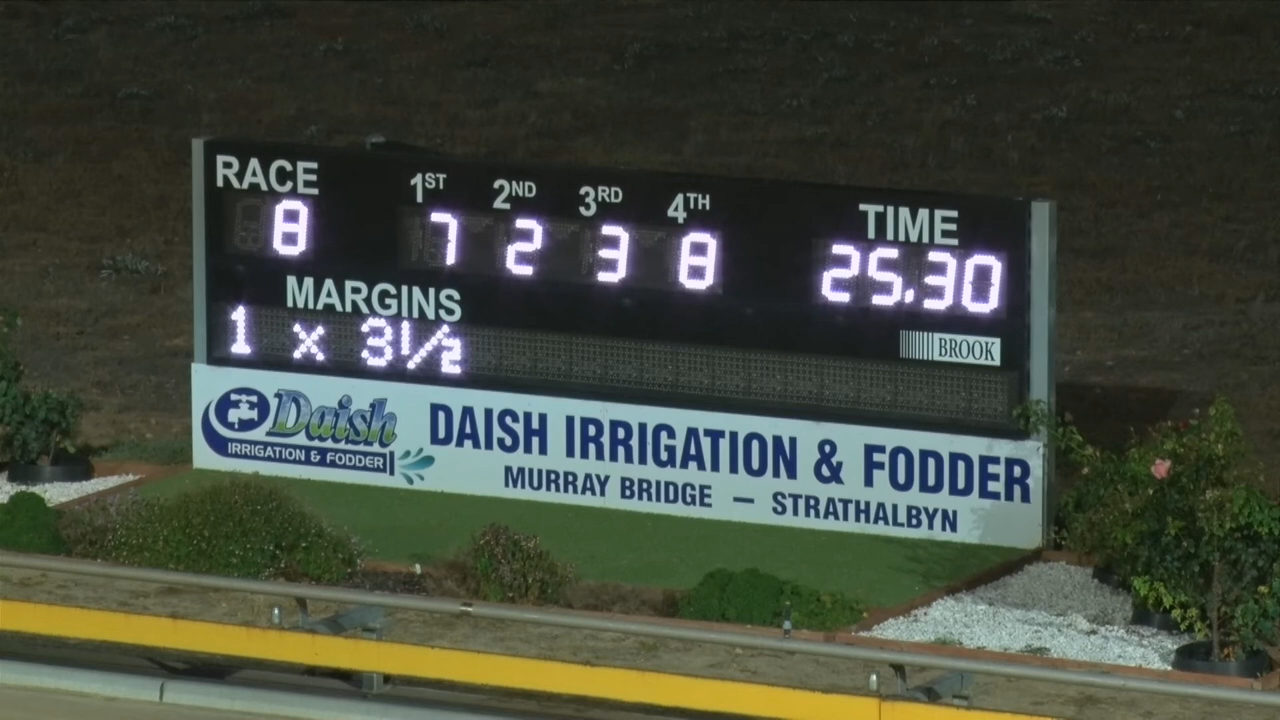 RACE 1ST 2ND 3RD 4TH TIME
8 7 2 3 8 25.30
MARGINS
1 x 3½
BROOK
Daish
IRRIGATION & FODDER
DAISH IRRIGATION & FODDER
MURRAY BRIDGE — STRATHALBYN